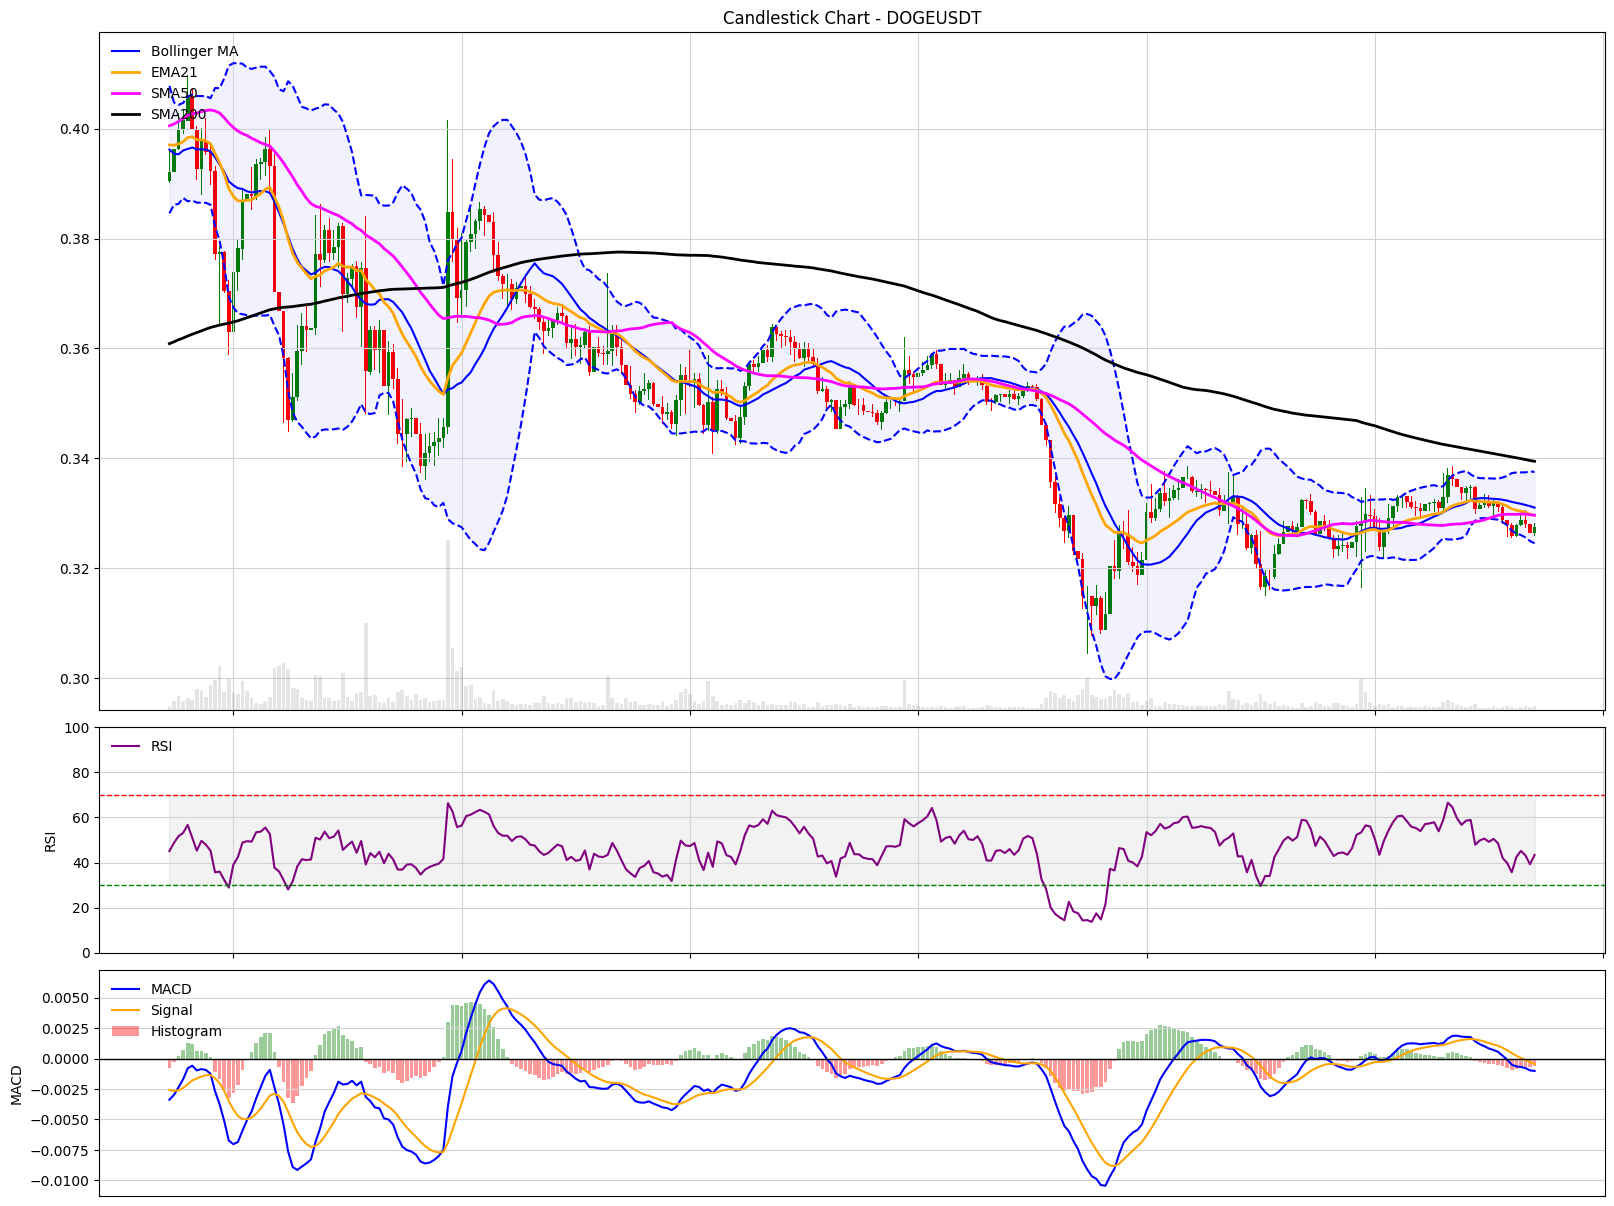 Candlestick Chart - DOGEUSDT
Bollinger MA
EMA21
SMA50
SMA200
0.40
0.38
0.36
0.34
0.32
0.30
RSI
100
80
60
40
20
0
RSI
MACD
Signal
Histogram
0.0050
0.0025
0.0000
−0.0025
−0.0050
−0.0075
−0.0100
MACD